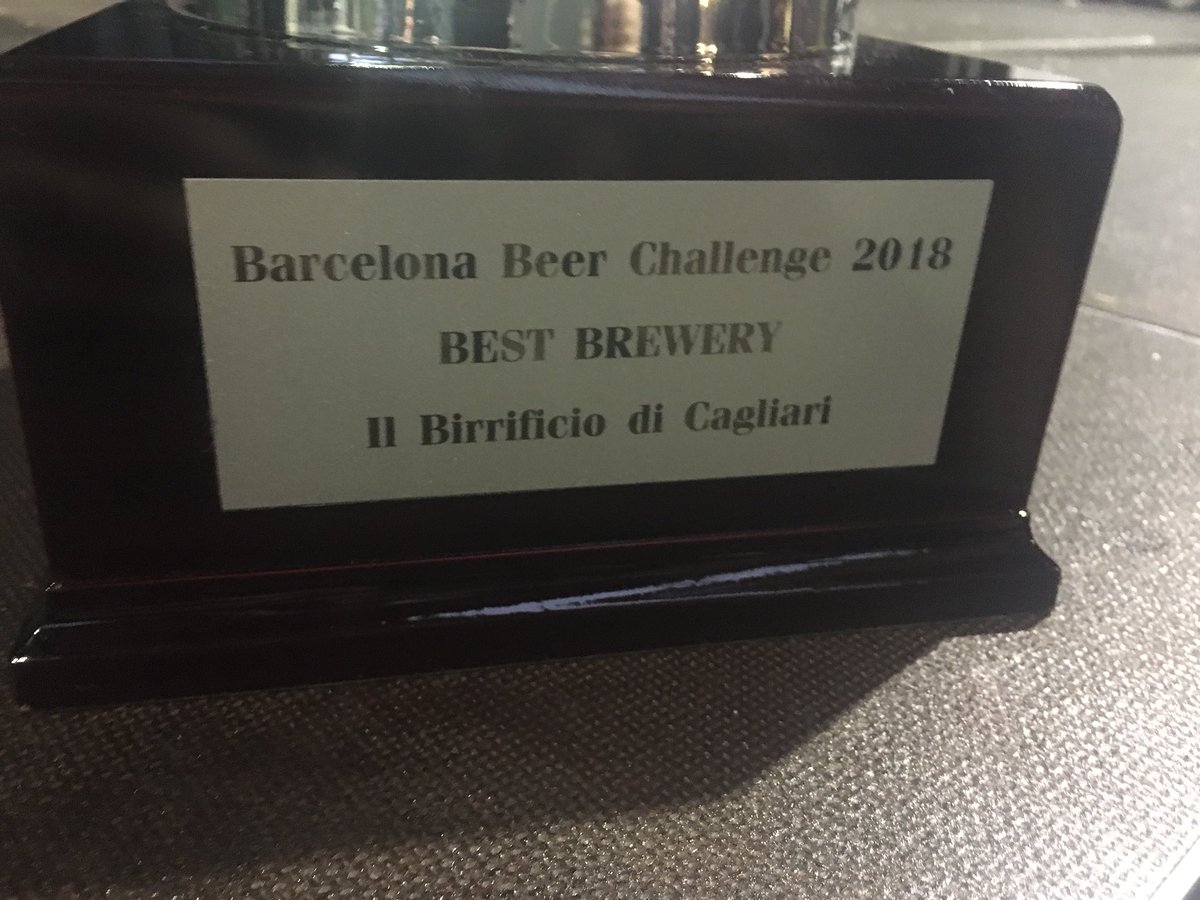 Barcelona Beer Challenge 2018
BEST BREWERY
Il Birrificio di Cagliari